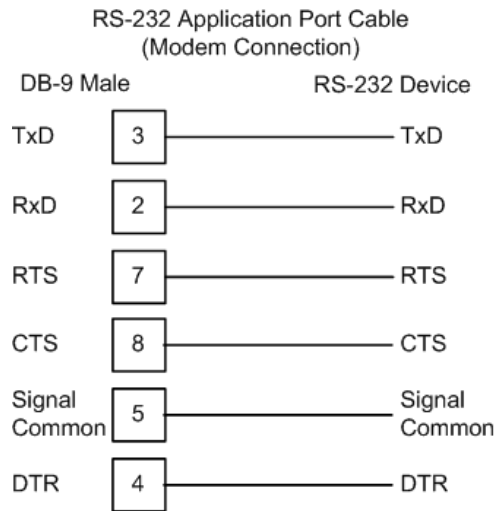 RS-232 Application Port Cable
(Modem Connection)
DB-9 Male RS-232 Device
TxD 3 TxD
RxD 2 RxD
RTS 7 RTS
CTS 8 CTS
Signal Common 5 Signal Common
DTR 4 DTR